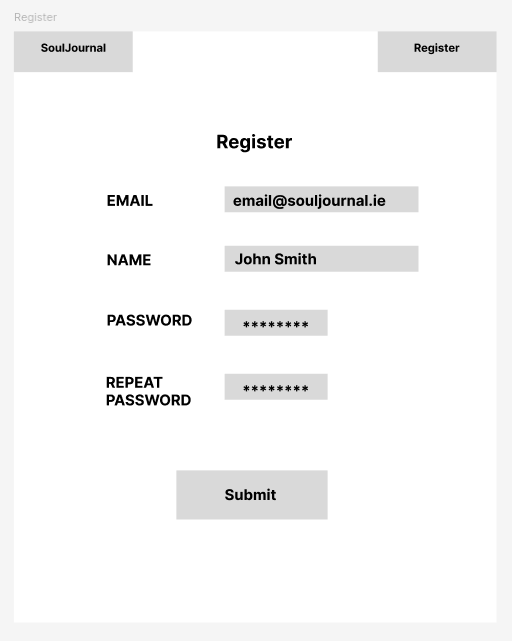 Register
SoulJournal
Register
Register
EMAIL
email@souljournal.ie
NAME
John Smith
PASSWORD
********
REPEAT
PASSWORD
********
Submit